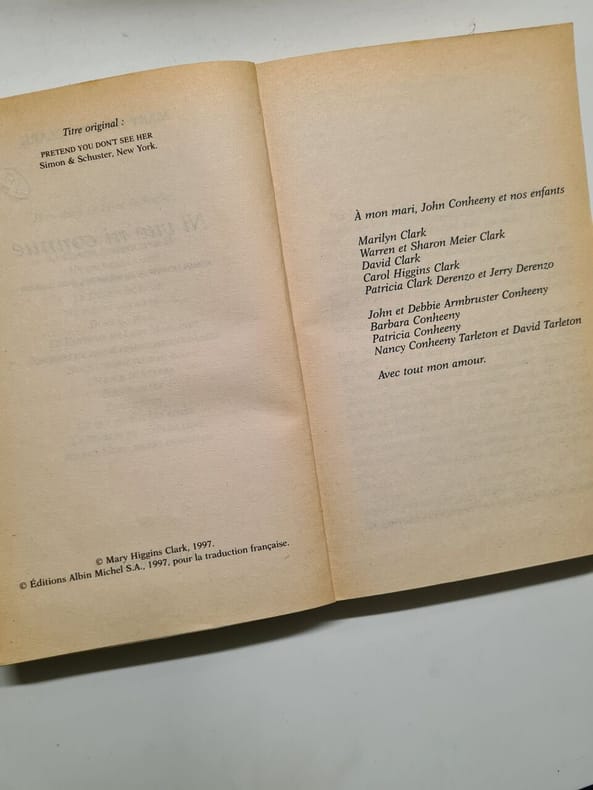 Titre original :
PRETEND YOU DON'T SEE HER
Simon & Schuster, New York.
© Mary Higgins Clark, 1997.
© Éditions Albin Michel S.A., 1997, pour la traduction française.
À mon mari, John Conheeny et nos enfants
Marilyn Clark
Warren et Sharon Meier Clark
David Clark
Carol Higgins Clark
Patricia Clark Derenzo et Jerry Derenzo
John et Debbie Armbruster Conheeny
Barbara Conheeny
Patricia Conheeny
Nancy Conheeny Tarleton et David Tarleton
Avec tout mon amour.